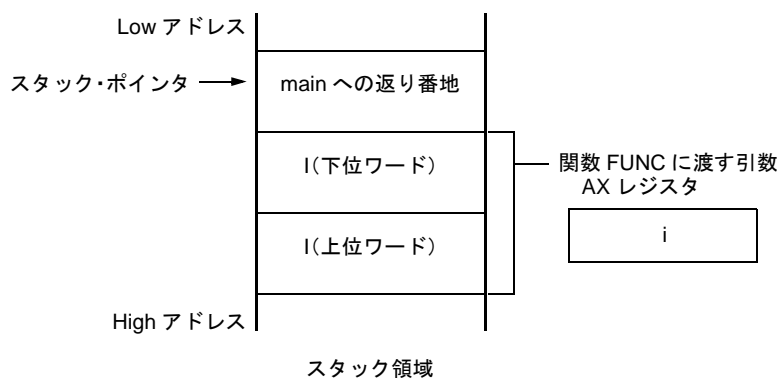 Low アドレス
スタック・ポインタ
main への返り番地
l(下位ワード)
関数 FUNC に渡す引数
AX レジスタ
l(上位ワード)
i
High アドレス
スタック領域